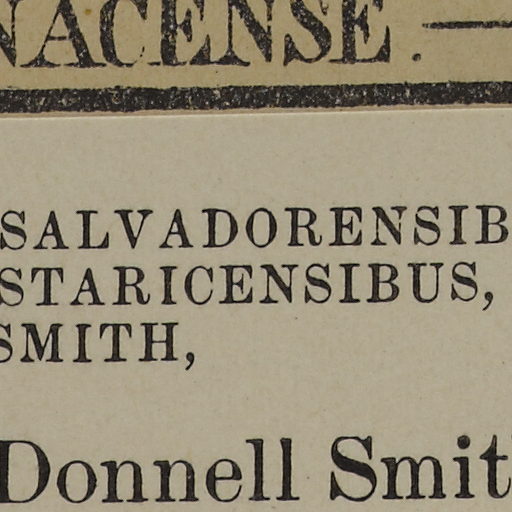 NACENSE.—
SALVADORENSIB
STARICENSIBUS,
SMITH,
Donnell Smit